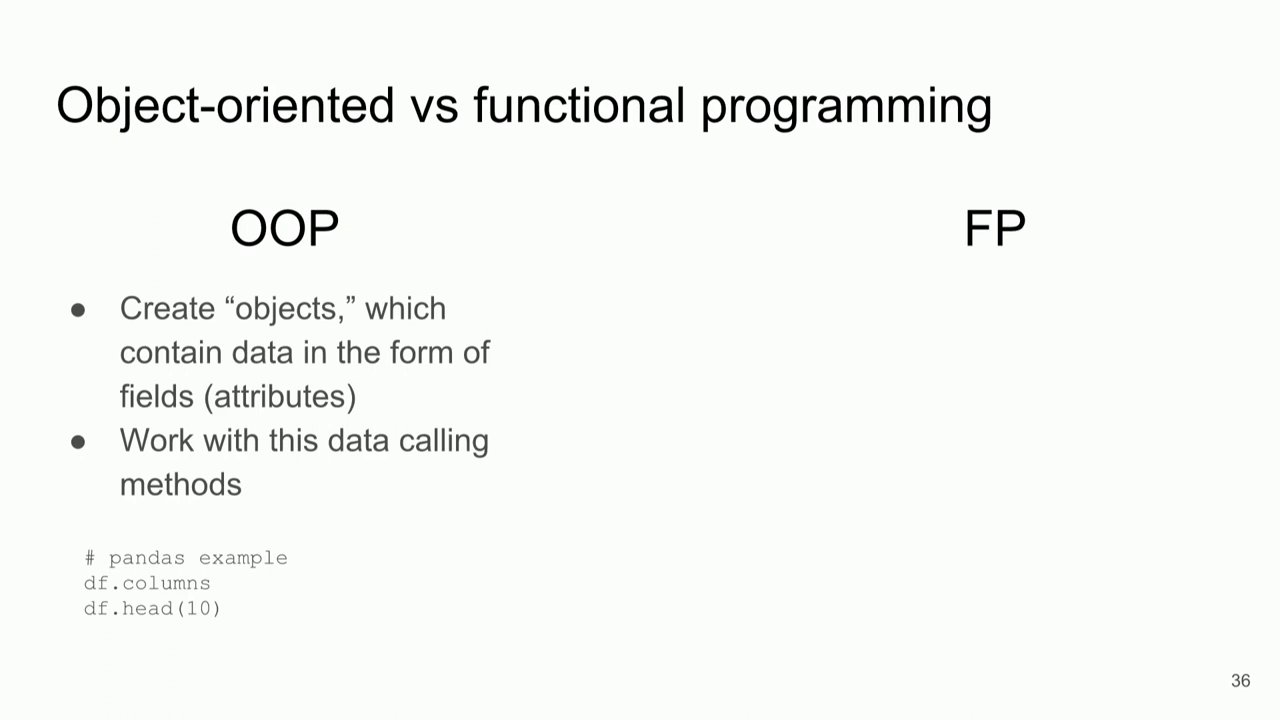 Object-oriented vs functional programming
OOP
FP
● Create “objects,” which
contain data in the form of
fields (attributes)
● Work with this data calling
methods
# pandas example
df.columns
df.head(10)
36